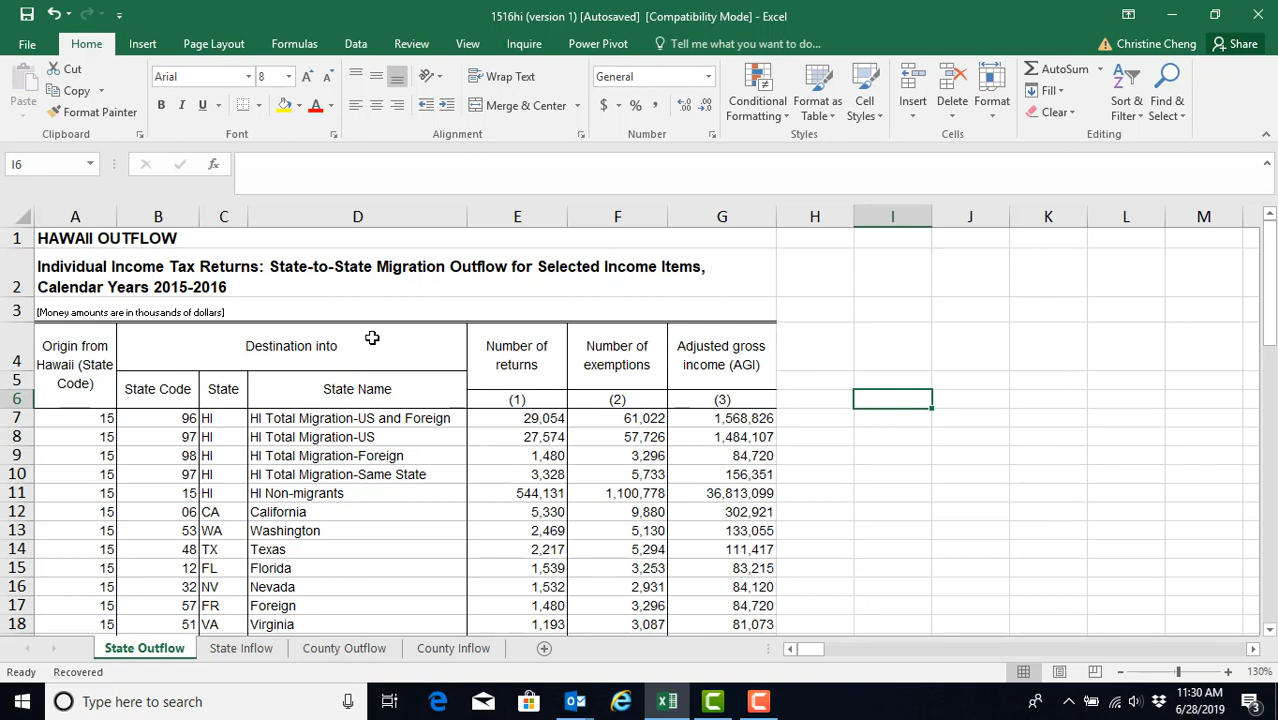 1516hi (version 1) [Autosaved] [Compatibility Mode] - Excel
File Home Insert Page Layout Formulas Data Review View Inquire Power Pivot Tell me what you want to do... Christine Cheng Share
Paste Cut Copy Format Painter Clipboard
Arial 8 B I U A Font
Wrap Text Merge & Center Alignment
General $ % Number
Conditional Formatting Format as Table Cell Styles Styles
Insert Delete Format Cells
AutoSum Fill Clear Sort & Filter Find & Select Editing
I6 fx
A B C D E F G H I J K L M
1 HAWAII OUTFLOW
Individual Income Tax Returns: State-to-State Migration Outflow for Selected Income Items,
2 Calendar Years 2015-2016
3 [Money amounts are in thousands of dollars]
4 Origin from Hawaii (State Code) Destination into Number of returns Number of exemptions Adjusted gross income (AGI)
5 State Code State State Name
6 (1) (2) (3)
7 15 96 HI HI Total Migration-US and Foreign 29,054 61,022 1,568,826
8 15 97 HI HI Total Migration-US 27,574 57,726 1,484,107
9 15 98 HI HI Total Migration-Foreign 1,480 3,296 84,720
10 15 97 HI HI Total Migration-Same State 3,328 5,733 156,351
11 15 15 HI HI Non-migrants 544,131 1,100,778 36,813,099
12 15 06 CA California 5,330 9,880 302,921
13 15 53 WA Washington 2,469 5,130 133,055
14 15 48 TX Texas 2,217 5,294 111,417
15 15 12 FL Florida 1,539 3,253 83,215
16 15 32 NV Nevada 1,532 2,931 84,120
17 15 57 FR Foreign 1,480 3,296 84,720
18 15 51 VA Virginia 1,193 3,087 81,073
State Outflow State Inflow County Outflow County Inflow
Ready Recovered 130%
Type here to search 11:30 AM
6/28/2019 3